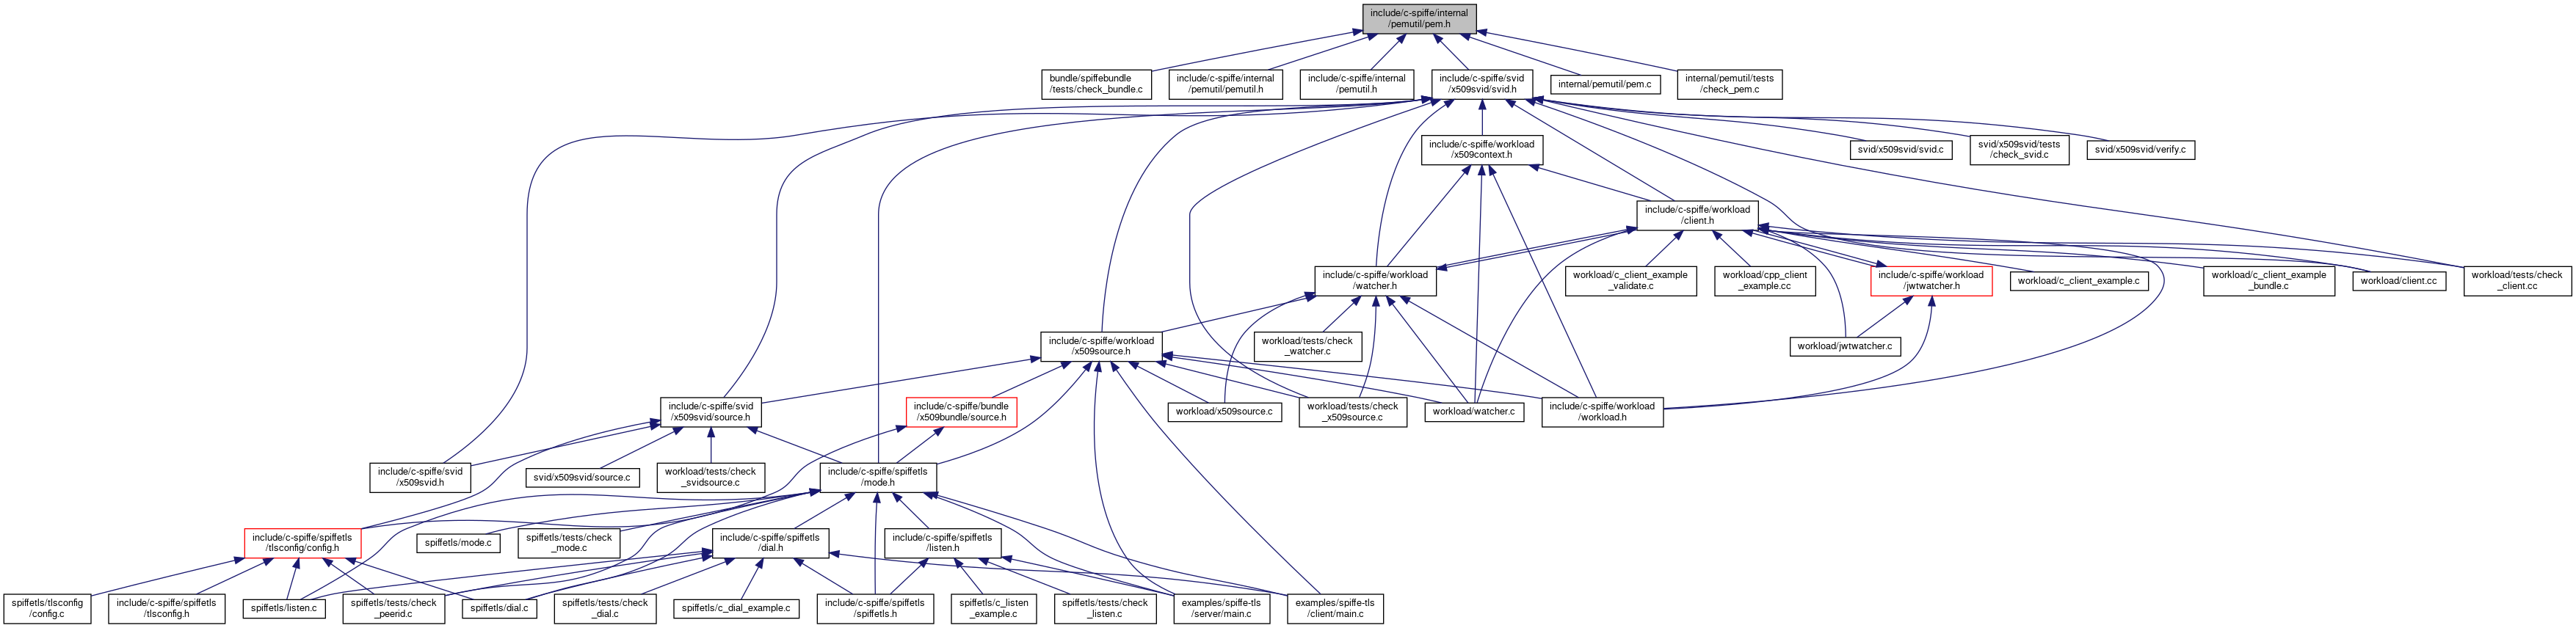 include/c-spiffe/internal
/pemutil/pem.h
bundle/spiffebundle
/tests/check_bundle.c
include/c-spiffe/internal
/pemutil/pemutil.h
include/c-spiffe/internal
/pemutil.h
include/c-spiffe/svid
/x509svid/svid.h
internal/pemutil/pem.c
internal/pemutil/tests
/check_pem.c
include/c-spiffe/workload
/x509context.h
svid/x509svid/svid.c
svid/x509svid/tests
/check_svid.c
svid/x509svid/verify.c
include/c-spiffe/workload
/client.h
include/c-spiffe/workload
/watcher.h
workload/c_client_example
_validate.c
workload/cpp_client
_example.cc
include/c-spiffe/workload
/jwtwatcher.h
workload/c_client_example.c
workload/c_client_example
_bundle.c
workload/client.cc
workload/tests/check
_client.cc
include/c-spiffe/workload
/x509source.h
workload/tests/check
_watcher.c
workload/jwtwatcher.c
include/c-spiffe/svid
/x509svid/source.h
include/c-spiffe/bundle
/x509bundle/source.h
workload/x509source.c
workload/tests/check
_x509source.c
workload/watcher.c
include/c-spiffe/workload
/workload.h
include/c-spiffe/svid
/x509svid.h
svid/x509svid/source.c
workload/tests/check
_svidsource.c
include/c-spiffe/spiffetls
/mode.h
include/c-spiffe/spiffetls
/tlsconfig/config.h
spiffetls/mode.c
spiffetls/tests/check
_mode.c
include/c-spiffe/spiffetls
/dial.h
include/c-spiffe/spiffetls
/listen.h
spiffetls/tlsconfig
/config.c
include/c-spiffe/spiffetls
/tlsconfig.h
spiffetls/listen.c
spiffetls/tests/check
_peerid.c
spiffetls/dial.c
spiffetls/tests/check
_dial.c
spiffetls/c_dial_example.c
include/c-spiffe/spiffetls
/spiffetls.h
spiffetls/c_listen
_example.c
spiffetls/tests/check
_listen.c
examples/spiffe-tls
/server/main.c
examples/spiffe-tls
/client/main.c